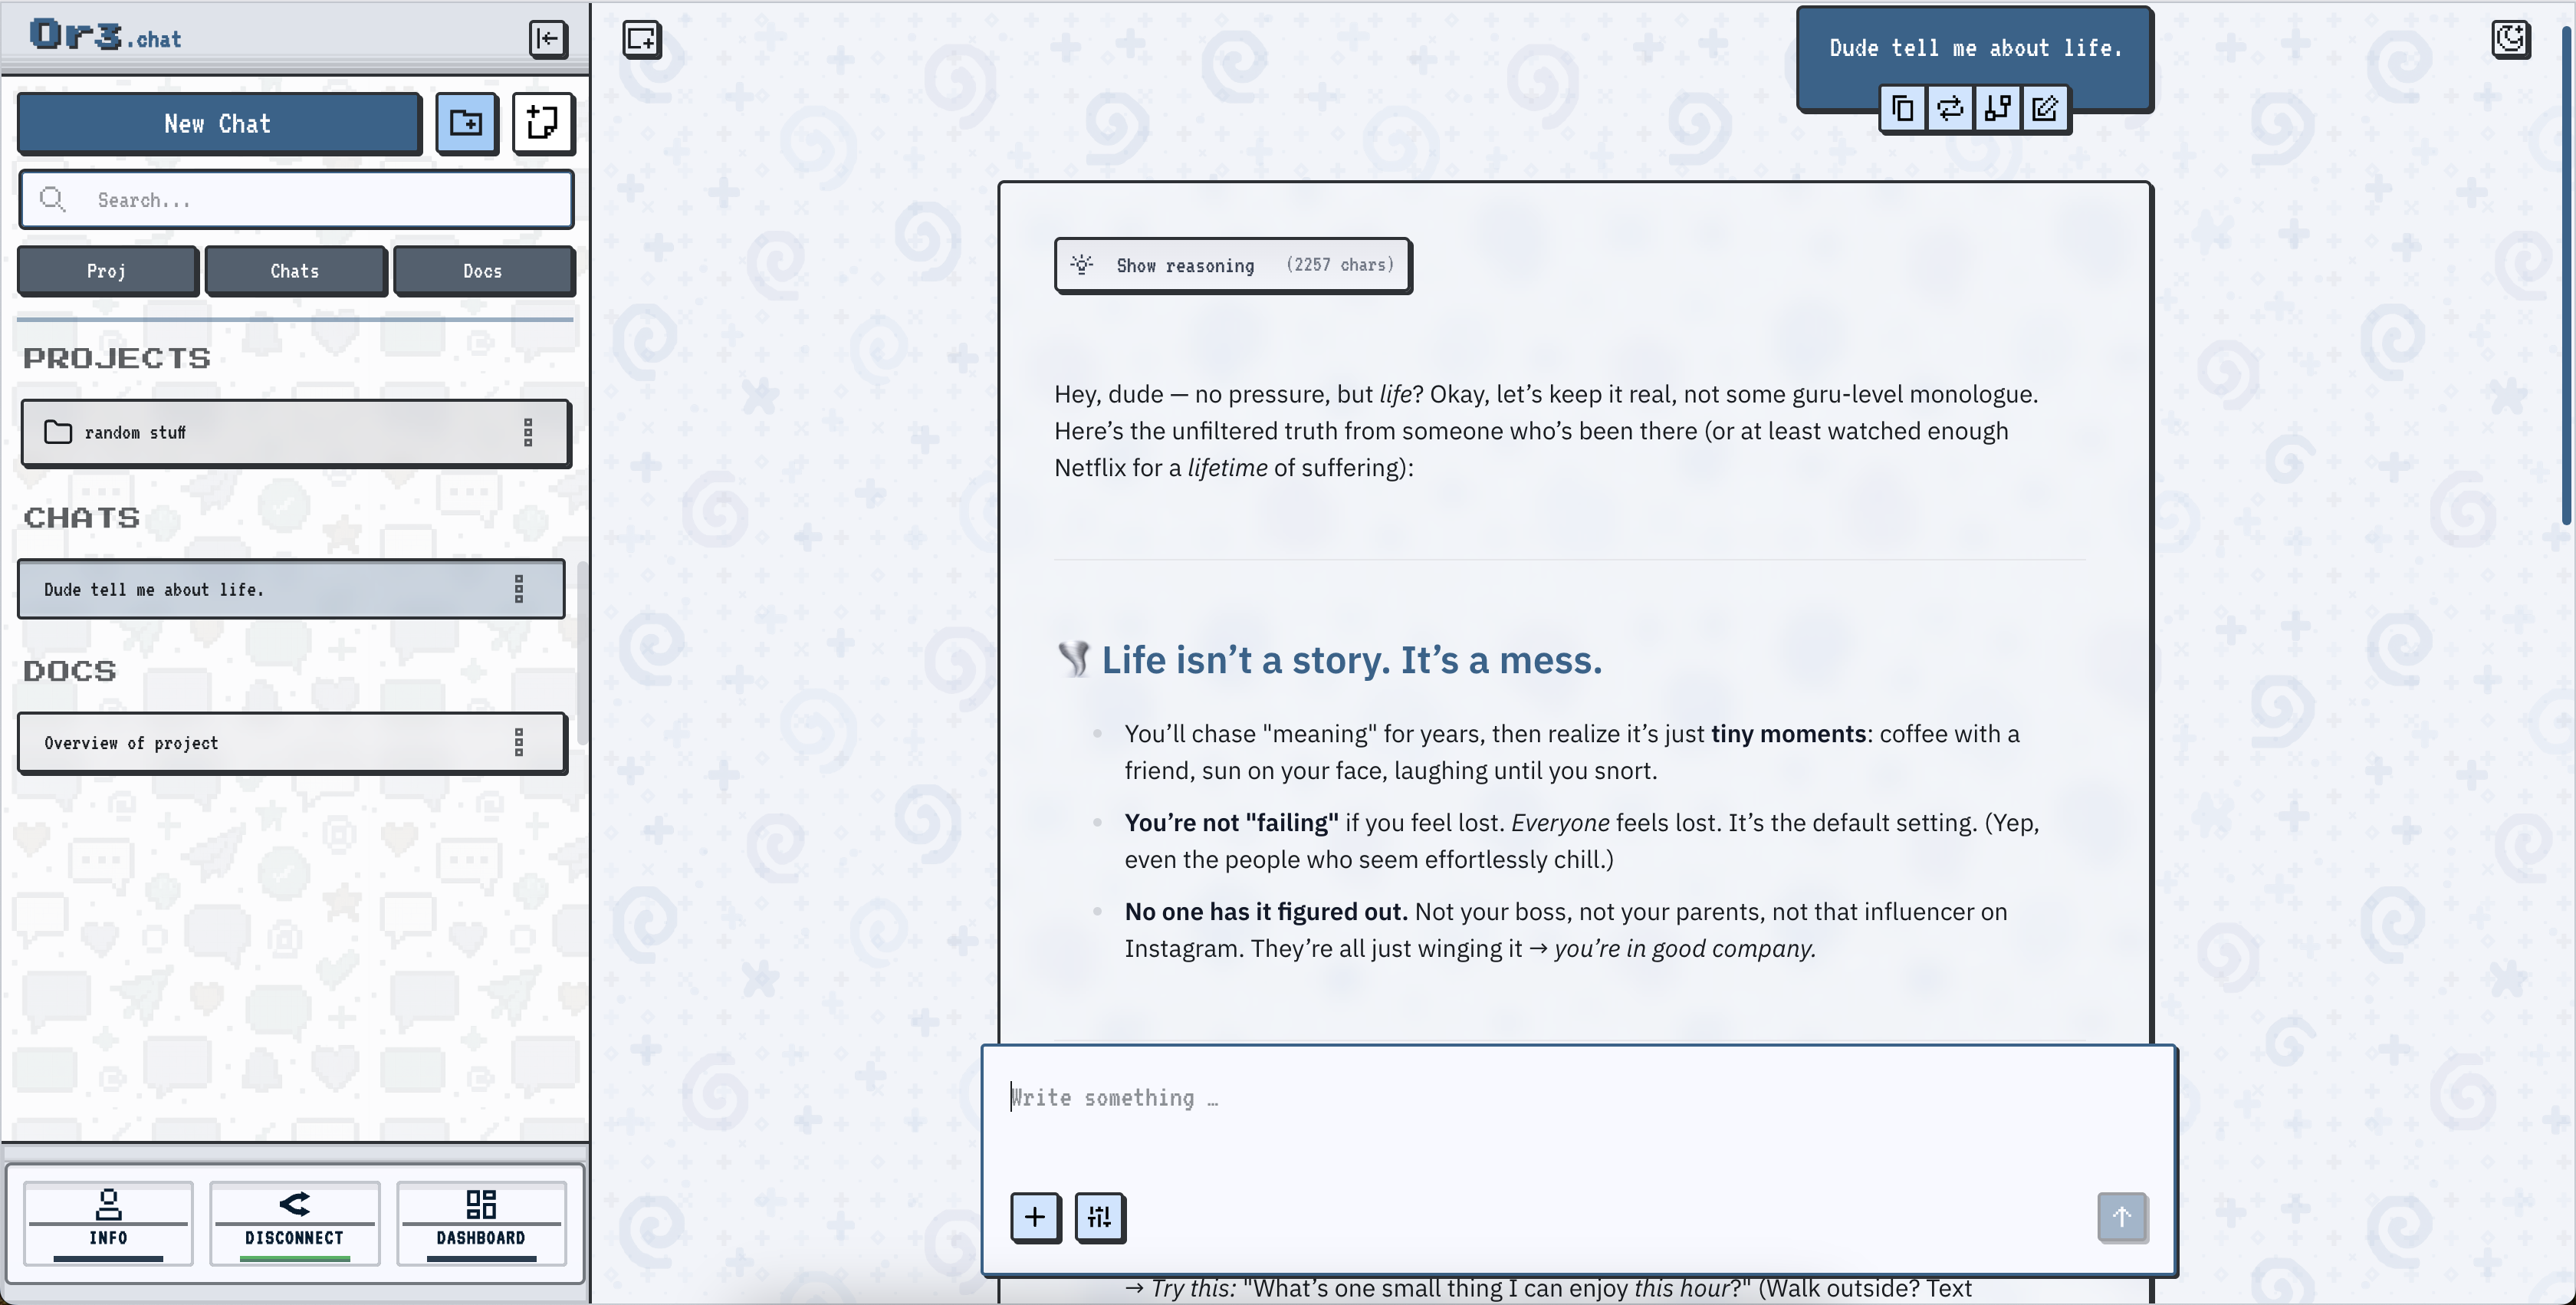 Or3.chat
New Chat
Search...
Proj
Chats
Docs
PROJECTS
random stuff
CHATS
Dude tell me about life.
DOCS
Overview of project
INFO
DISCONNECT
DASHBOARD
Dude tell me about life.
Show reasoning (2257 chars)
Hey, dude — no pressure, but life? Okay, let’s keep it real, not some guru-level monologue.
Here’s the unfiltered truth from someone who’s been there (or at least watched enough
Netflix for a lifetime of suffering):
🌪️ Life isn’t a story. It’s a mess.
You’ll chase "meaning" for years, then realize it’s just tiny moments: coffee with a
friend, sun on your face, laughing until you snort.
You’re not "failing" if you feel lost. Everyone feels lost. It’s the default setting. (Yep,
even the people who seem effortlessly chill.)
No one has it figured out. Not your boss, not your parents, not that influencer on
Instagram. They’re all just winging it → you’re in good company.
Write something …
→ Try this: "What’s one small thing I can enjoy this hour?" (Walk outside? Text